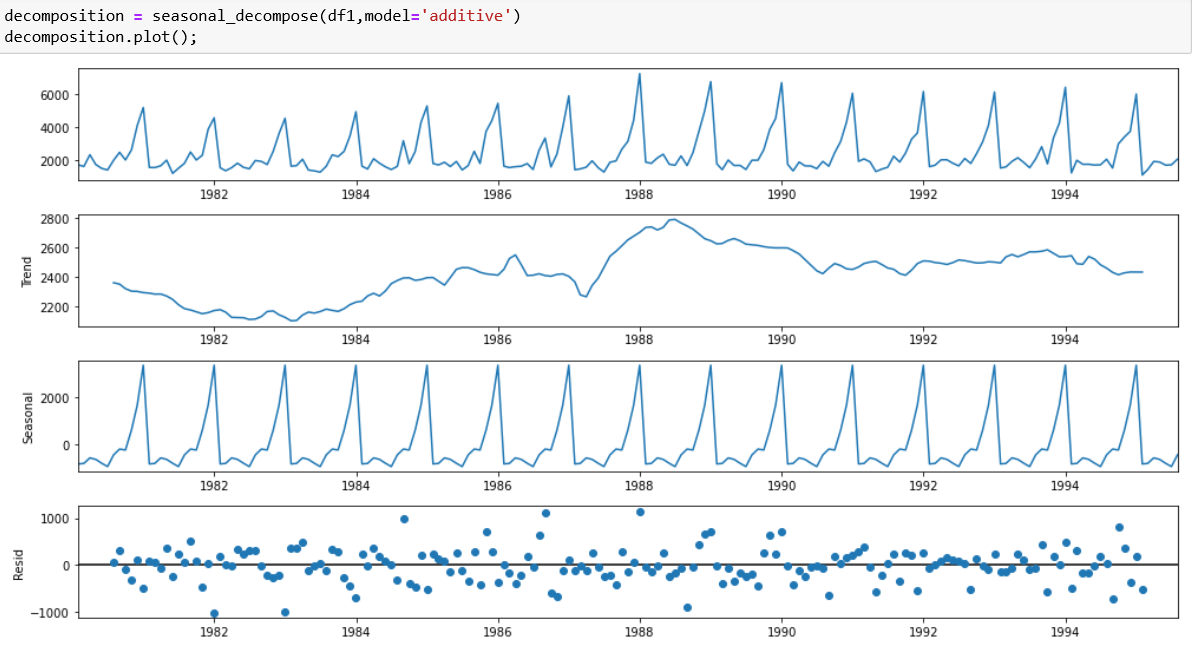 decomposition = seasonal_decompose(df1,model='additive')
decomposition.plot();
6000
4000
2000
1982 1984 1986 1988 1990 1992 1994
2800
2600
2400
2200
Trend
1982 1984 1986 1988 1990 1992 1994
2000
0
Seasonal
1982 1984 1986 1988 1990 1992 1994
1000
0
−1000
Resid
1982 1984 1986 1988 1990 1992 1994